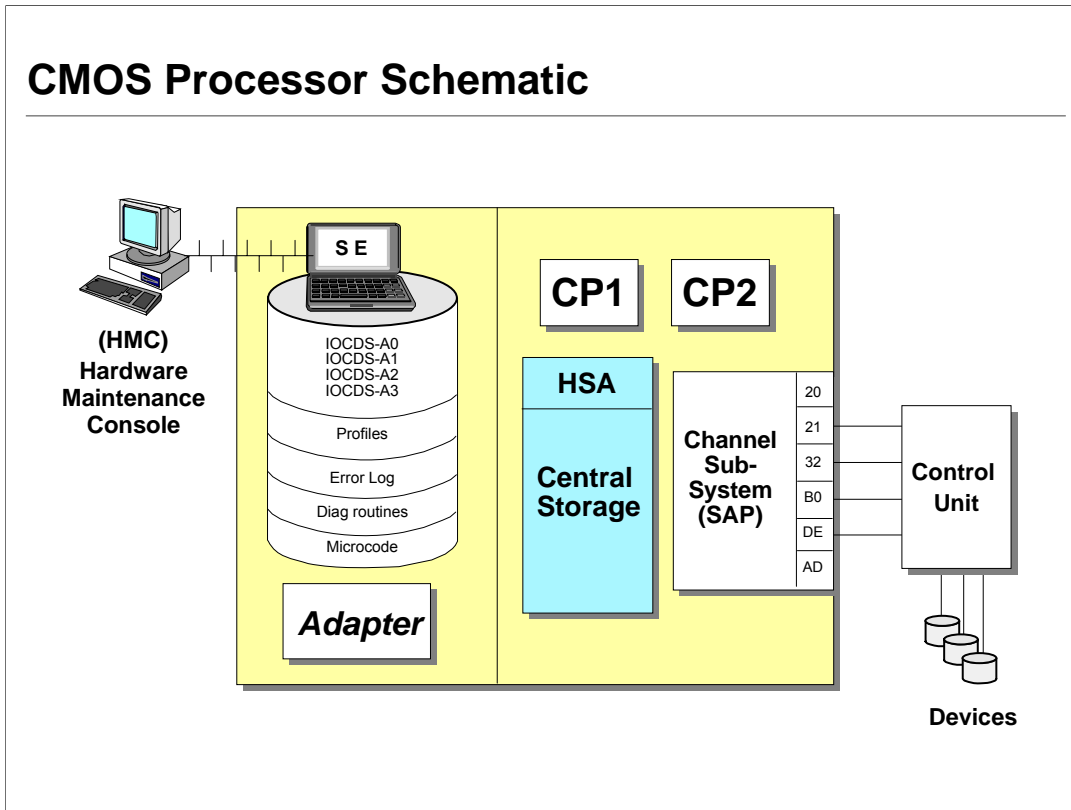 CMOS Processor Schematic
(HMC)
Hardware
Maintenance
Console
S E
IOCDS-A0
IOCDS-A1
IOCDS-A2
IOCDS-A3
Profiles
Error Log
Diag routines
Microcode
Adapter
CP1
CP2
HSA
Central
Storage
Channel
Sub-
System
(SAP)
20
21
32
B0
DE
AD
Control
Unit
Devices